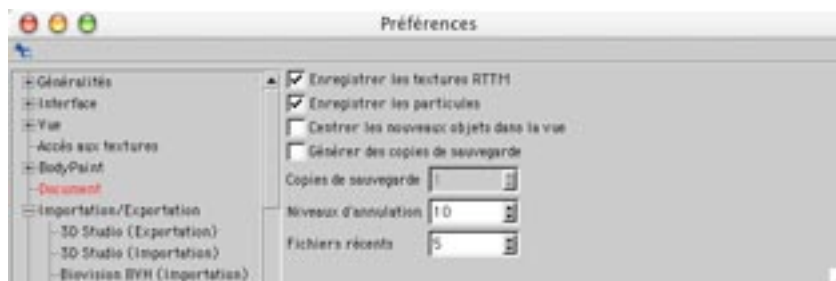 Préférences
Généralités
Interface
Vue
Accès aux textures
BodyPaint
Document
Importation/Exportation
3D Studio (Exportation)
3D Studio (Importation)
Biovision BVH (Importation)
Enregistrer les textures RTTM
Enregistrer les particules
Centrer les nouveaux objets dans la vue
Générer des copies de sauvegarde
Copies de sauvegarde 1
Niveaux d'annulation 10
Fichiers récents 5